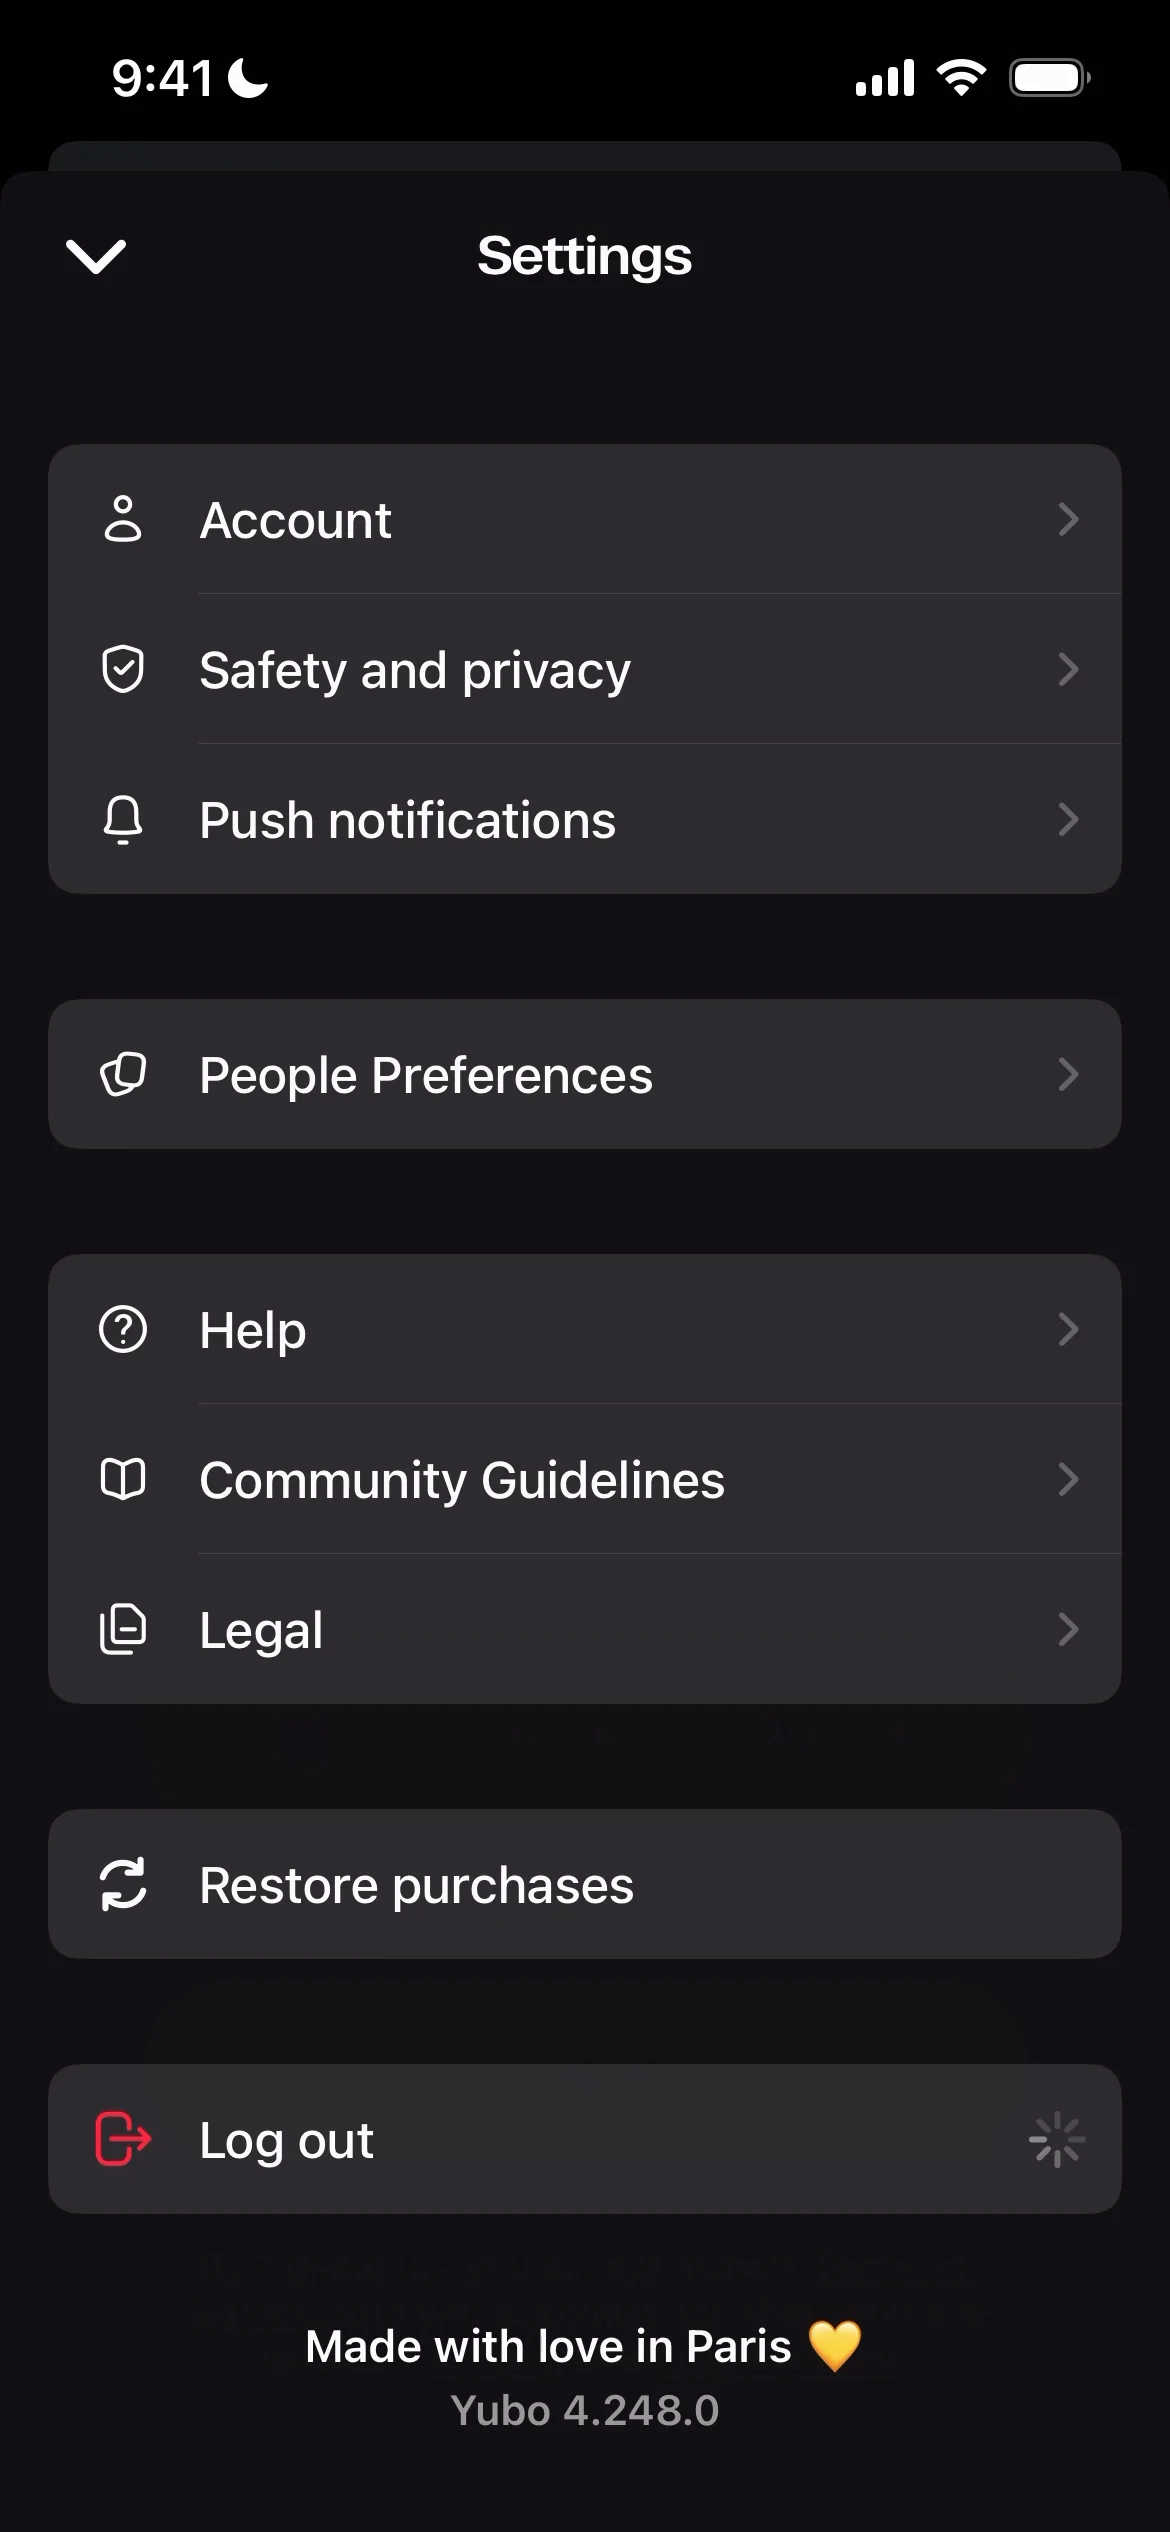 9:41
Settings
Account
Safety and privacy
Push notifications
People Preferences
Help
Community Guidelines
Legal
Restore purchases
Log out
Made with love in Paris 💛
Yubo 4.248.0